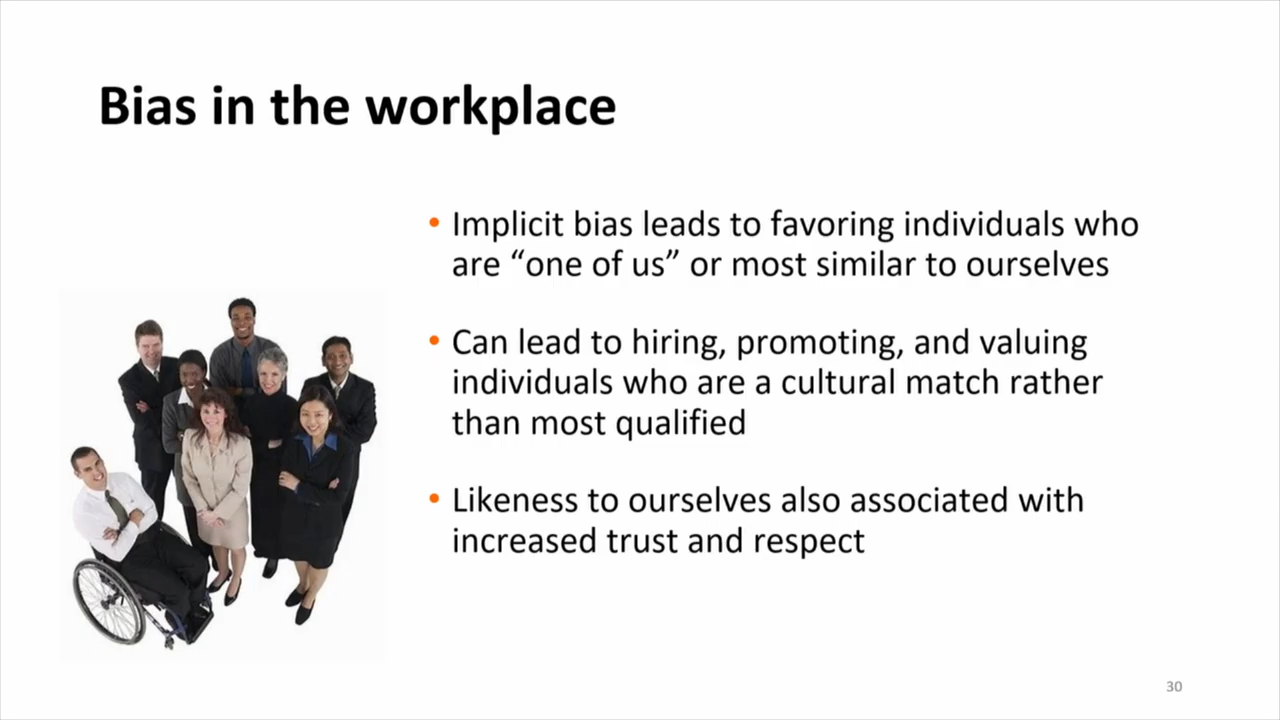 Bias in the workplace
• Implicit bias leads to favoring individuals who
are “one of us” or most similar to ourselves
• Can lead to hiring, promoting, and valuing
individuals who are a cultural match rather
than most qualified
• Likeness to ourselves also associated with
increased trust and respect
30